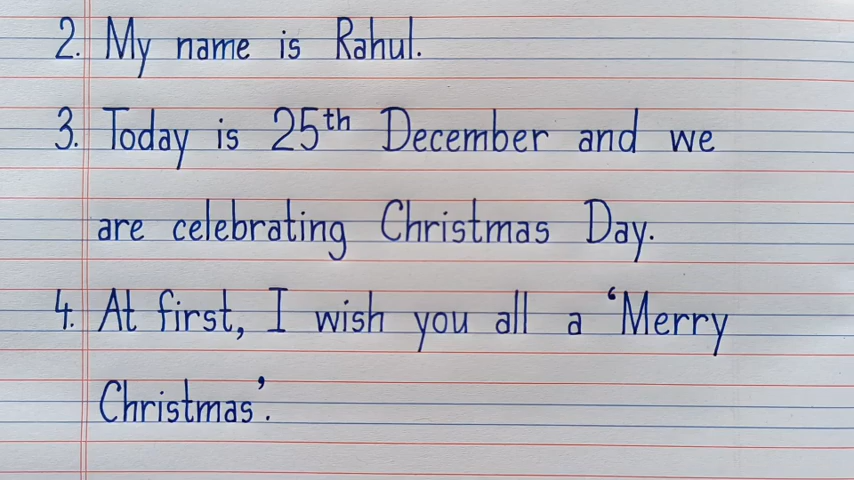 2. My name is Rahul.
3. Today is 25th December and we
are celebrating Christmas Day.
4. At first, I wish you all a ‘Merry
Christmas’.